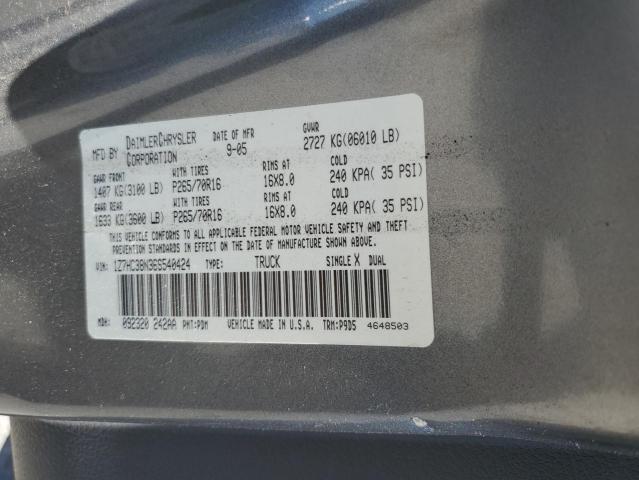 MFD BY DAIMLERCHRYSLER CORPORATION DATE OF MFR 9-05 GVWR 2727 KG(06010 LB)
GAWR FRONT WITH TIRES RIMS AT COLD
1407 KG(3100 LB) P265/70R16 16X8.0 240 KPA( 35 PSI)
GAWR REAR WITH TIRES RIMS AT COLD
1633 KG(3600 LB) P265/70R16 16X8.0 240 KPA( 35 PSI)
THIS VEHICLE CONFORMS TO ALL APPLICABLE FEDERAL MOTOR VEHICLE SAFETY AND THEFT
PREVENTION STANDARDS IN EFFECT ON THE DATE OF MANUFACTURE SHOWN ABOVE.
VIN: 1Z7HC38N36S540424 TYPE: TRUCK SINGLE X DUAL
MDH: 092320 242AA PNT:PDM VEHICLE MADE IN U.S.A. TRM:P9D5 4648503